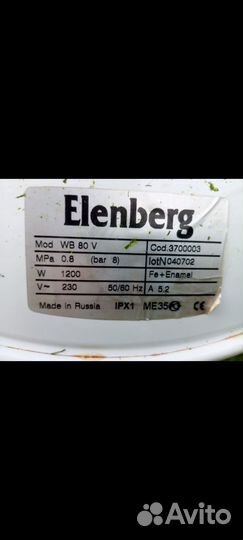 Elenberg
Mod WB 80 V Cod.3700003
MPa 0.8 (bar 8) lotN040702
W 1200 Fe+Enamel
V~ 230 50/60 Hz A 5.2
Made in Russia IPX1 ME35 CE
Avito